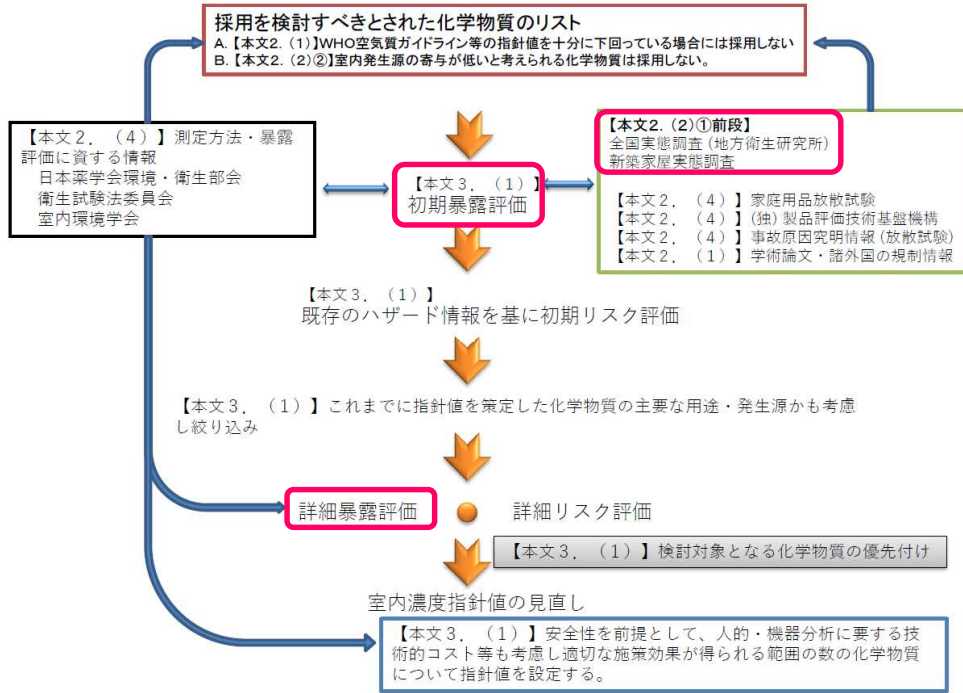 採用を検討すべきとされた化学物質のリスト
A.【本文2.(1)】WHO空気質ガイドライン等の指針値を十分に下回っている場合には採用しない
B.【本文2.(2)②】室内発生源の寄与が低いと考えられる化学物質は採用しない。
【本文２．（４）】測定方法・暴露
評価に資する情報
日本薬学会環境・衛生部会
衛生試験法委員会
室内環境学会
【本文３．（１）】
初期暴露評価
【本文2.(2)①前段】
全国実態調査(地方衛生研究所)
新築家屋実態調査
【本文２．（４）】家庭用品放散試験
【本文２．（４）】(独)製品評価技術基盤機構
【本文２．（４）】事故原因究明情報(放散試験)
【本文２．（１）】学術論文・諸外国の規制情報
【本文３．（１）】
既存のハザード情報を基に初期リスク評価
【本文３．（１）】これまでに指針値を策定した化学物質の主要な用途・発生源かも考慮
し絞り込み
詳細暴露評価
詳細リスク評価
【本文３．（１）】検討対象となる化学物質の優先付け
室内濃度指針値の見直し
【本文３．（１）】安全性を前提として、人的・機器分析に要する技
術的コスト等も考慮し適切な施策効果が得られる範囲の数の化学物質
について指針値を設定する。